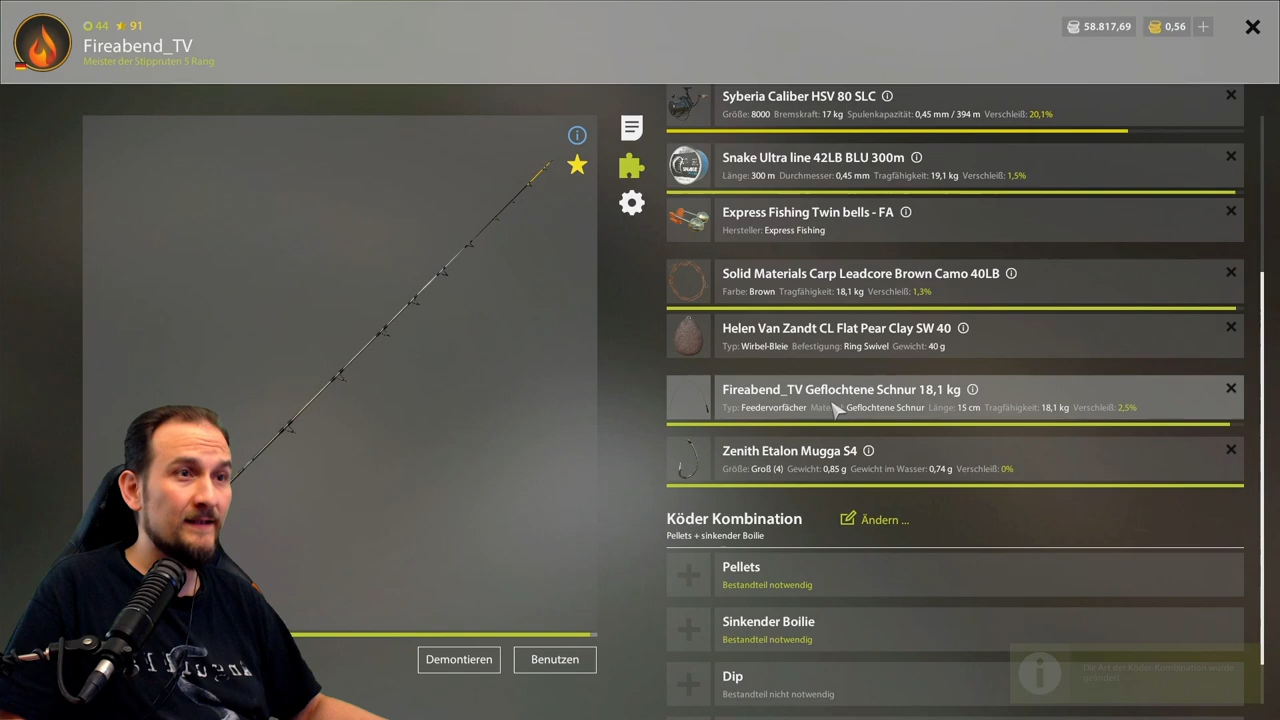 44 91
Fireabend_TV
Meister der Stippruten 5 Rang
58.817,69
0,56
Syberia Caliber HSV 80 SLC
Größe: 8000 Bremskraft: 17 kg Spulenkapazität: 0,45 mm / 394 m Verschleiß: 20,1%
Snake Ultra line 42LB BLU 300m
Länge: 300 m Durchmesser: 0,45 mm Tragfähigkeit: 19,1 kg Verschleiß: 1,5%
Express Fishing Twin bells - FA
Hersteller: Express Fishing
Solid Materials Carp Leadcore Brown Camo 40LB
Farbe: Brown Tragfähigkeit: 18,1 kg Verschleiß: 1,3%
Helen Van Zandt CL Flat Pear Clay SW 40
Typ: Wirbel-Bleie Befestigung: Ring Swivel Gewicht: 40 g
Fireabend_TV Geflochtene Schnur 18,1 kg
Typ: Feedervorfächer Geflochtene Schnur Länge: 15 cm Tragfähigkeit: 18,1 kg Verschleiß: 2,5%
Zenith Etalon Mugga S4
Größe: Groß (4) Gewicht: 0,85 g Gewicht im Wasser: 0,74 g Verschleiß: 0%
Köder Kombination
Ändern ...
Pellets + sinkender Boilie
Pellets
Bestandteil notwendig
Sinkender Boilie
Bestandteil notwendig
Dip
Bestandteil nicht notwendig
Die Art der Köder-Kombination wurde
geändert
Demontieren
Benutzen